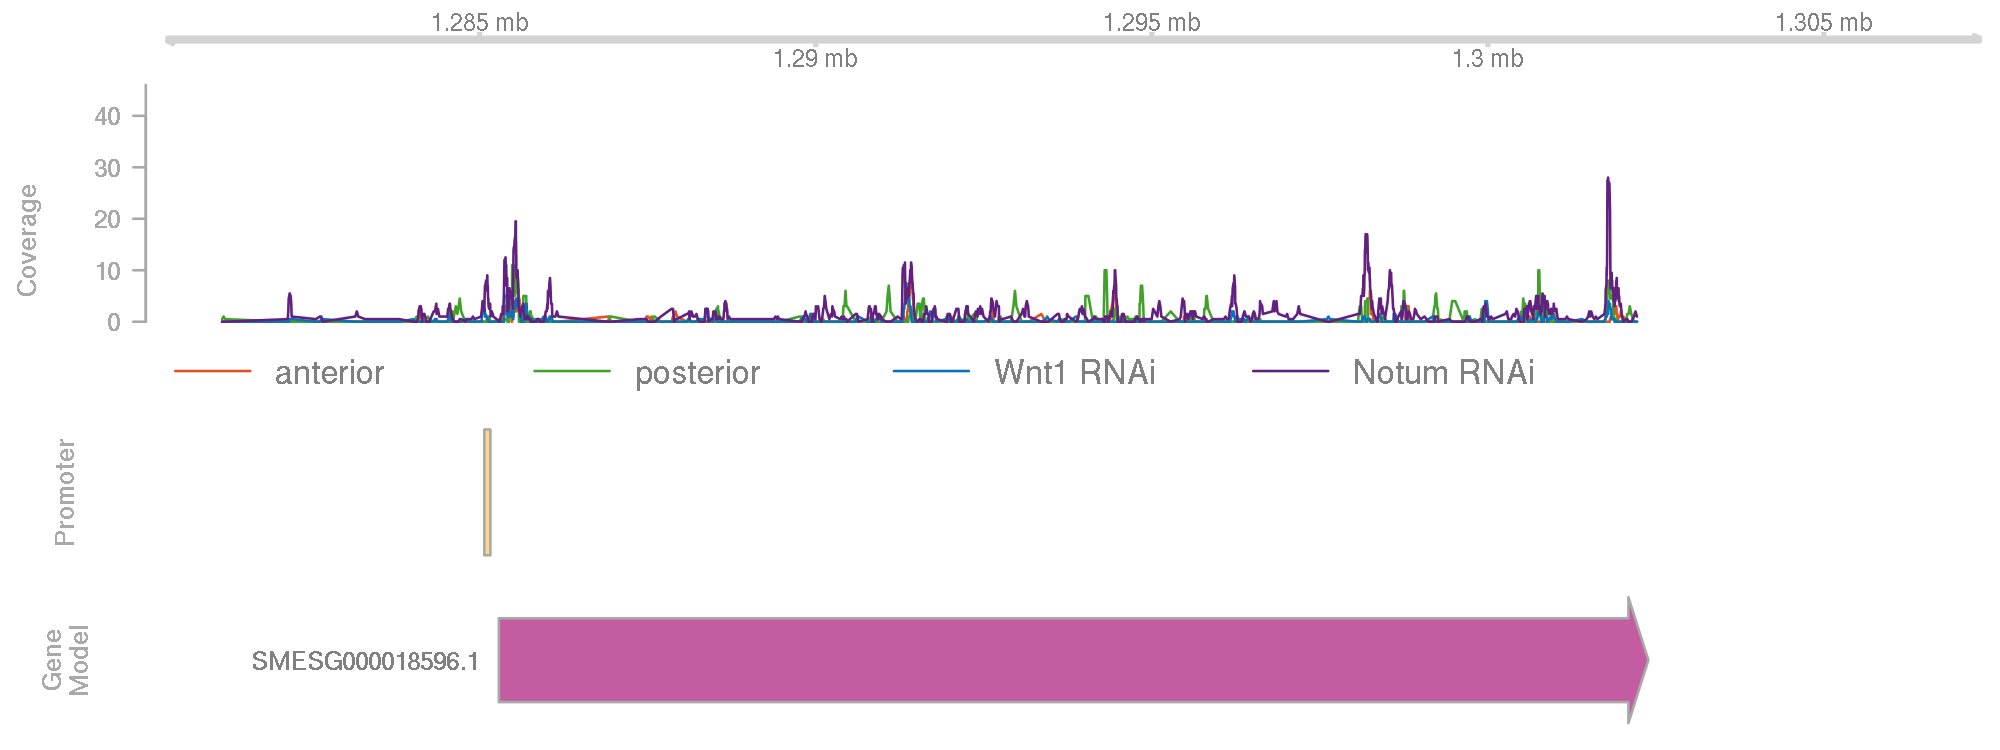 1.285 mb
1.295 mb
1.305 mb
1.29 mb
1.3 mb
Coverage
40
30
20
10
0
anterior
posterior
Wnt1 RNAi
Notum RNAi
Promoter
Gene
Model
SMESG000018596.1